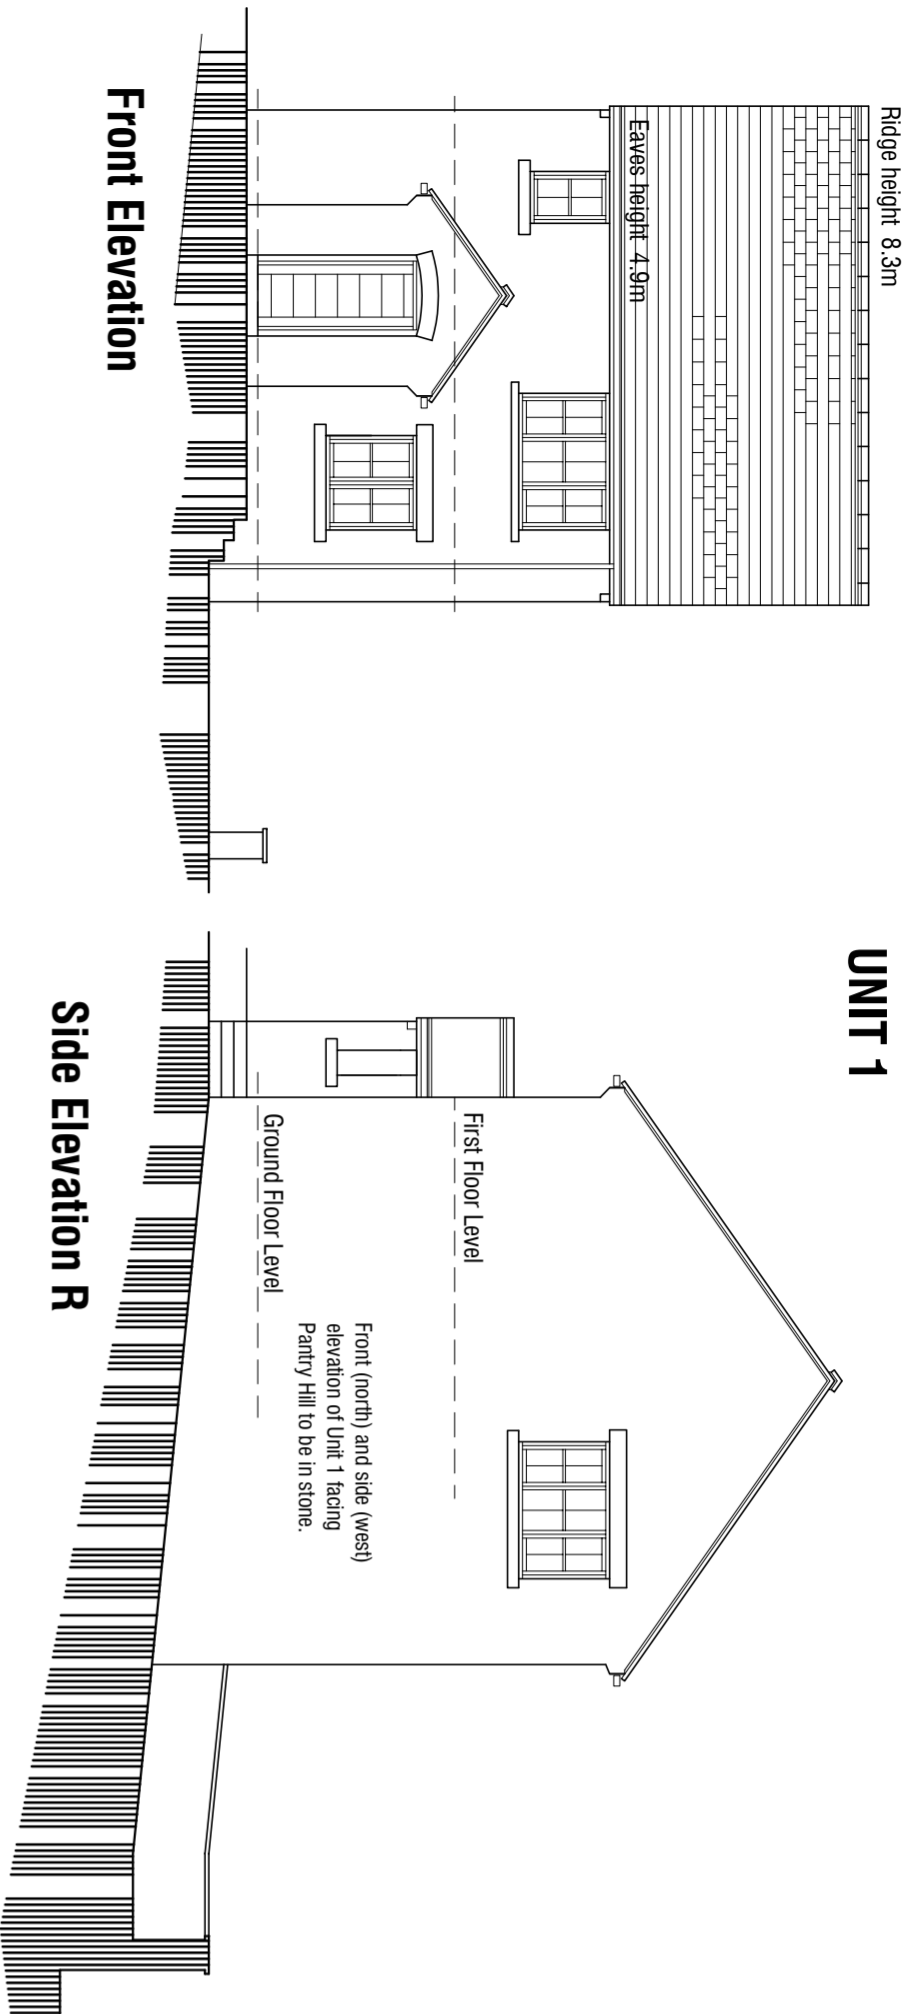 UNIT 1
Ridge height 8.3m
Eaves height 4.9m
First Floor Level
Ground Floor Level
Front (north) and side (west)
elevation of Unit 1 facing
Pantry Hill to be in stone.
Front Elevation
Side Elevation R